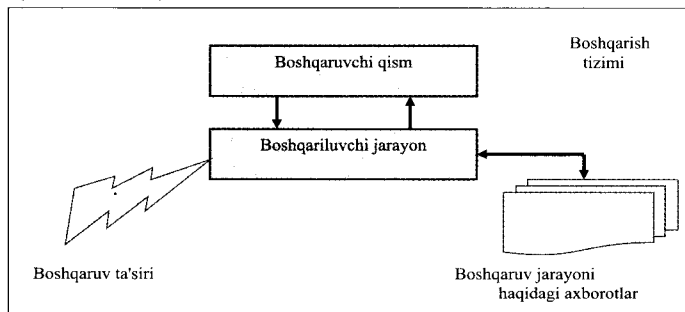 Boshqarish
tizimi
Boshqaruvchi qism
Boshqariluvchi jarayon
Boshqaruv ta'siri
Boshqaruv jarayoni
haqidagi axborotlar